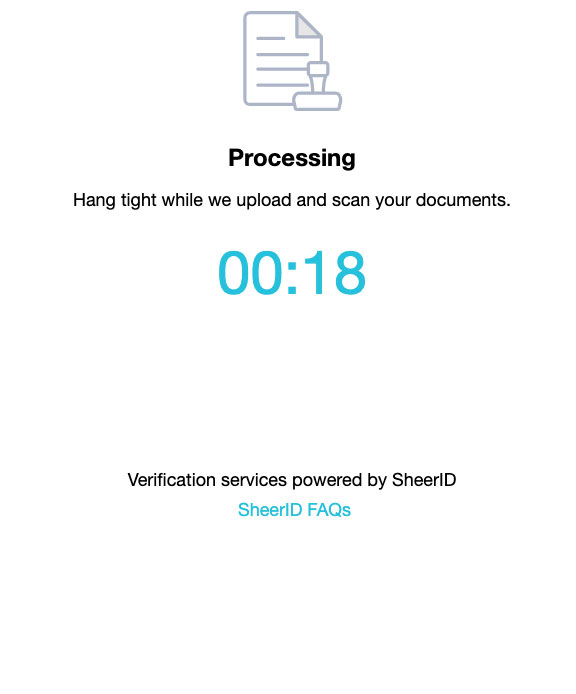 Processing
Hang tight while we upload and scan your documents.
00:18
Verification services powered by SheerID
SheerID FAQs